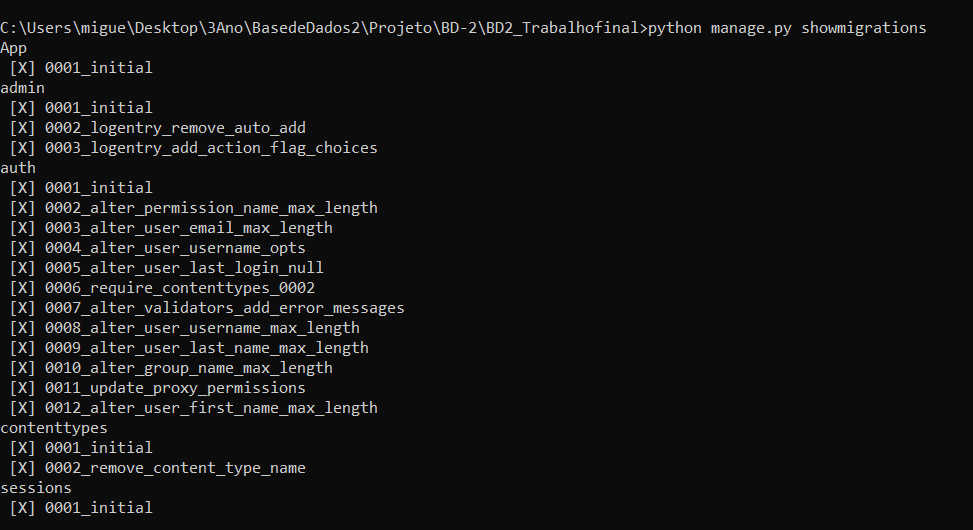 C:\Users\migue\Desktop\3Ano\BasedeDados2\Projeto\BD-2\BD2_Trabalhofinal>python manage.py showmigrations
App
 [X] 0001_initial
admin
 [X] 0001_initial
 [X] 0002_logentry_remove_auto_add
 [X] 0003_logentry_add_action_flag_choices
auth
 [X] 0001_initial
 [X] 0002_alter_permission_name_max_length
 [X] 0003_alter_user_email_max_length
 [X] 0004_alter_user_username_opts
 [X] 0005_alter_user_last_login_null
 [X] 0006_require_contenttypes_0002
 [X] 0007_alter_validators_add_error_messages
 [X] 0008_alter_user_username_max_length
 [X] 0009_alter_user_last_name_max_length
 [X] 0010_alter_group_name_max_length
 [X] 0011_update_proxy_permissions
 [X] 0012_alter_user_first_name_max_length
contenttypes
 [X] 0001_initial
 [X] 0002_remove_content_type_name
sessions
 [X] 0001_initial